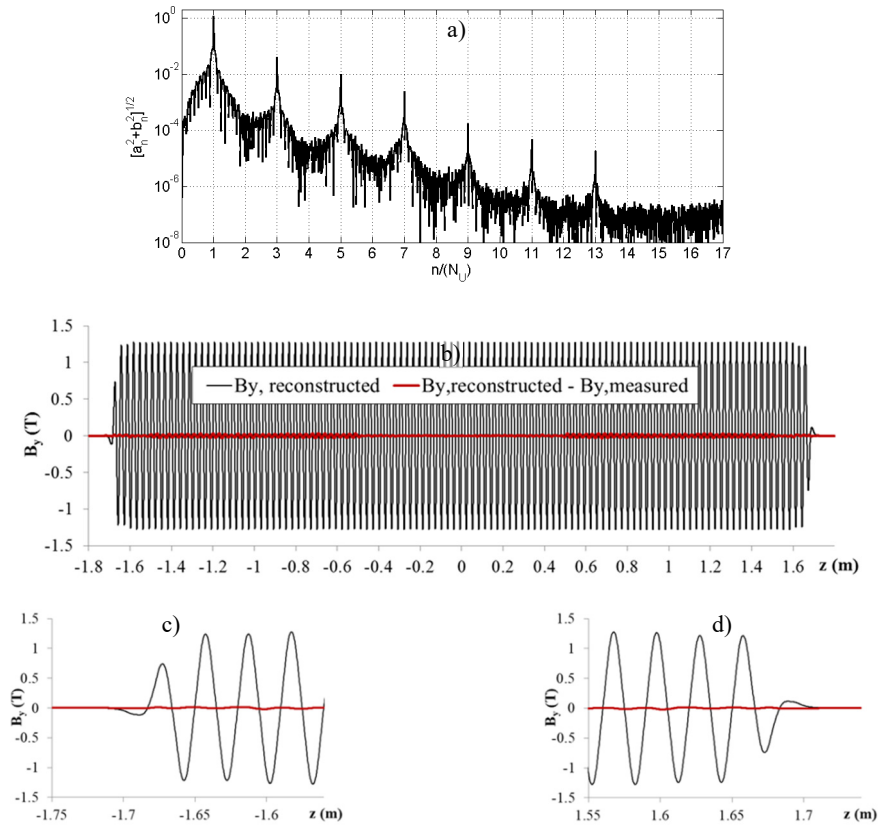 a)
10^0
10^-2
10^-4
10^-6
10^-8
[a_n^2+b_n^2]^1/2
0 1 2 3 4 5 6 7 8 9 10 11 12 13 14 15 16 17
n/(N_U)
b)
1.5
1
0.5
0
-0.5
-1
-1.5
B_y (T)
By, reconstructed By,reconstructed - By,measured
-1.8 -1.6 -1.4 -1.2 -1 -0.8 -0.6 -0.4 -0.2 0 0.2 0.4 0.6 0.8 1 1.2 1.4 1.6 z (m)
c)
1.5
1
0.5
0
-0.5
-1
-1.5
B_y (T)
-1.75 -1.7 -1.65 -1.6 z (m)
d)
1.5
1
0.5
0
-0.5
-1
-1.5
B_y (T)
1.55 1.6 1.65 1.7 z (m)